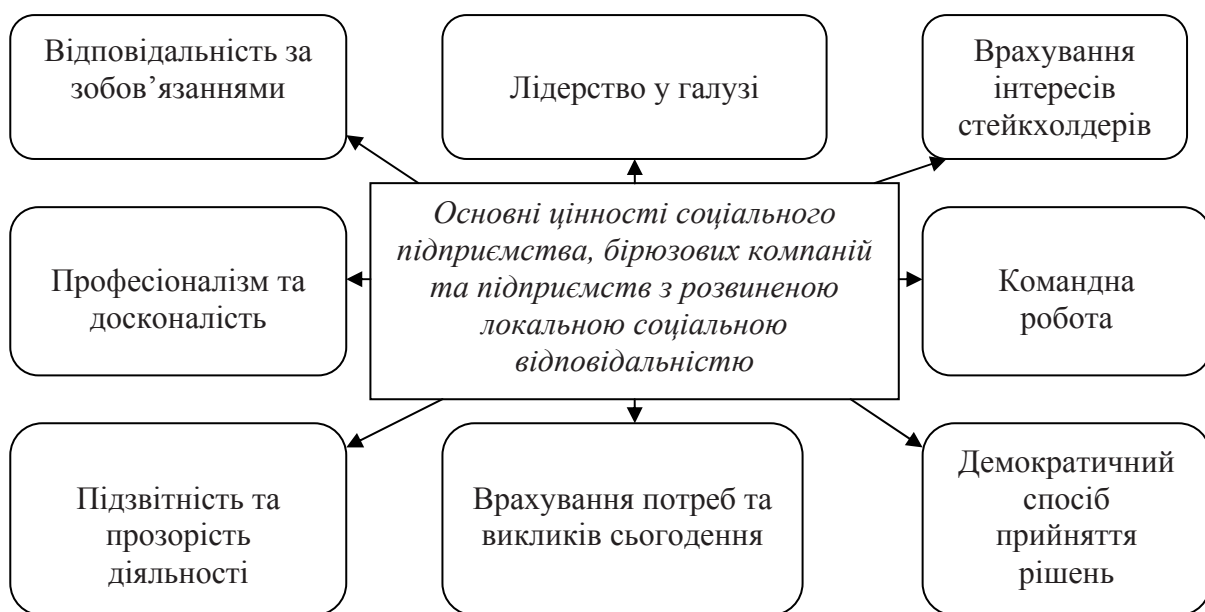 Відповідальність за
зобов’язаннями
Лідерство у галузі
Врахування
інтересів
стейкхолдерів
Основні цінності соціального
підприємства, бірюзових компаній
та підприємств з розвиненою
локальною соціальною
відповідальністю
Професіоналізм та
досконалість
Командна
робота
Підзвітність та
прозорість
діяльності
Врахування потреб та
викликів сьогодення
Демократичний
спосіб
прийняття
рішень